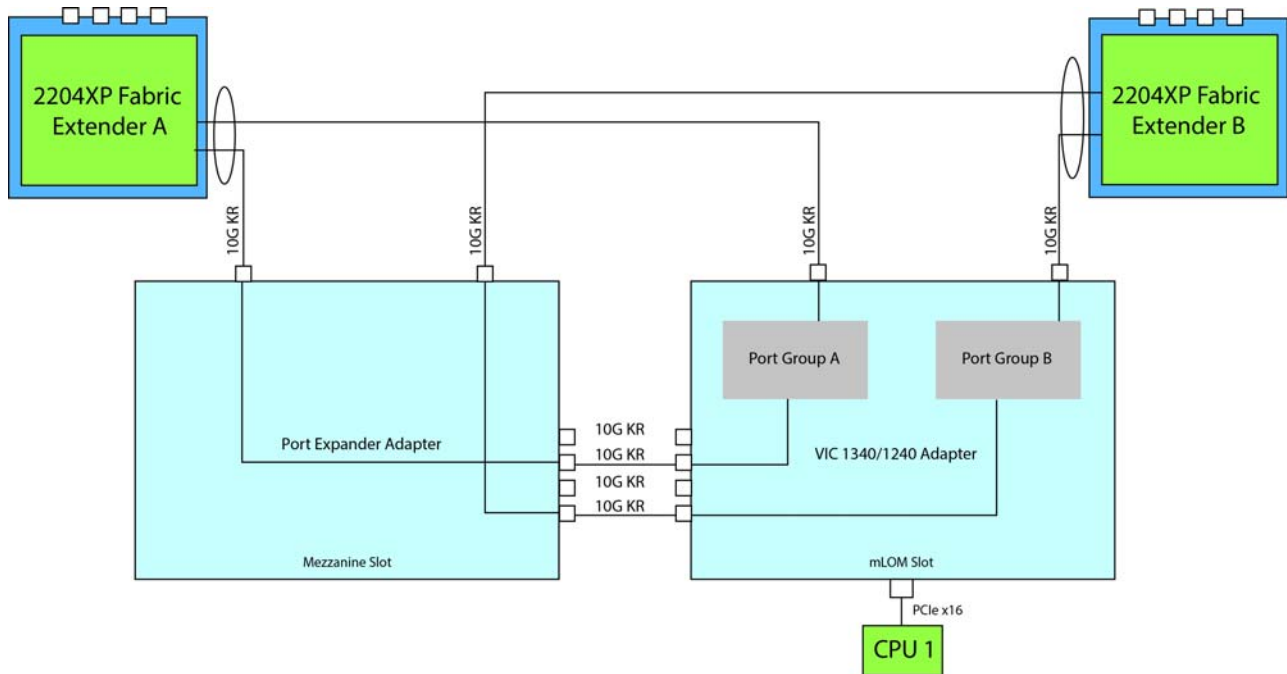 2204XP Fabric
Extender A
2204XP Fabric
Extender B
10G KR
10G KR
10G KR
10G KR
Port Group A
Port Group B
Port Expander Adapter
10G KR
10G KR
10G KR
10G KR
VIC 1340/1240 Adapter
Mezzanine Slot
mLOM Slot
PCIe x16
CPU 1